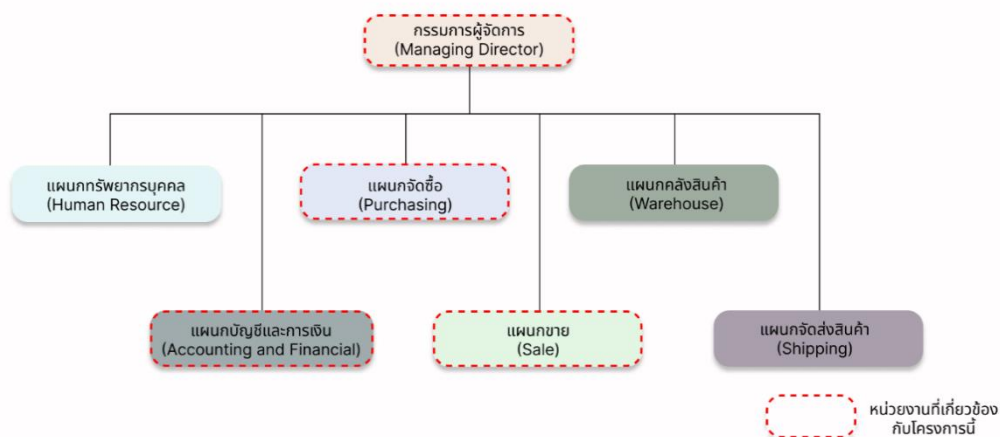 กรรมการผู้จัดการ
(Managing Director)
แผนกทรัพยากรบุคคล
(Human Resource)
แผนกจัดซื้อ
(Purchasing)
แผนกคลังสินค้า
(Warehouse)
แผนกบัญชีและการเงิน
(Accounting and Financial)
แผนกขาย
(Sale)
แผนกจัดส่งสินค้า
(Shipping)
หน่วยงานที่เกี่ยวข้อง
กับโครงการนี้